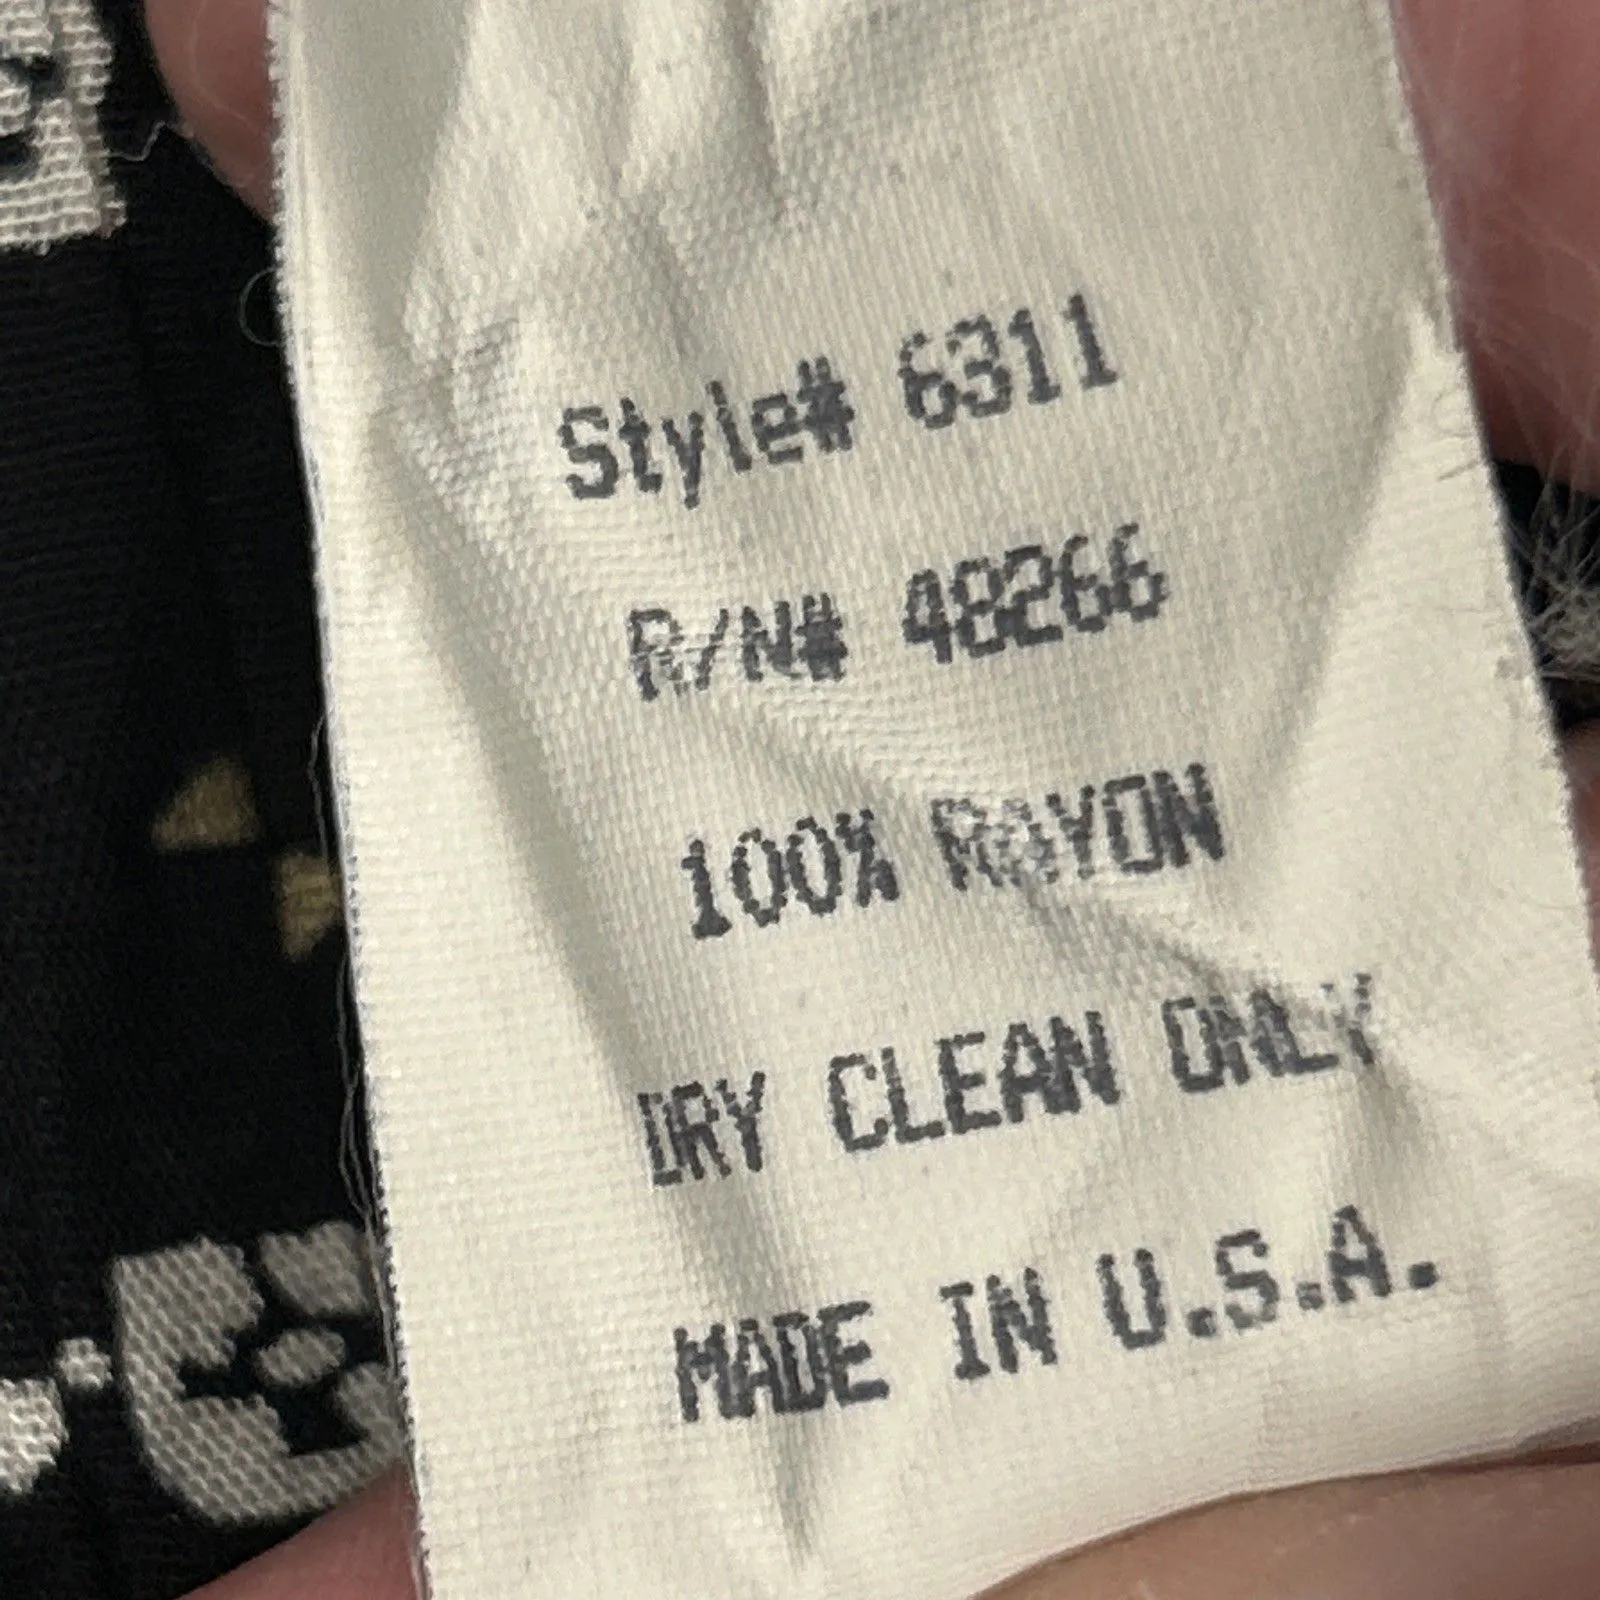 Style# 6311
R/N# 48266
100% RAYON
DRY CLEAN ONLY
MADE IN U.S.A.